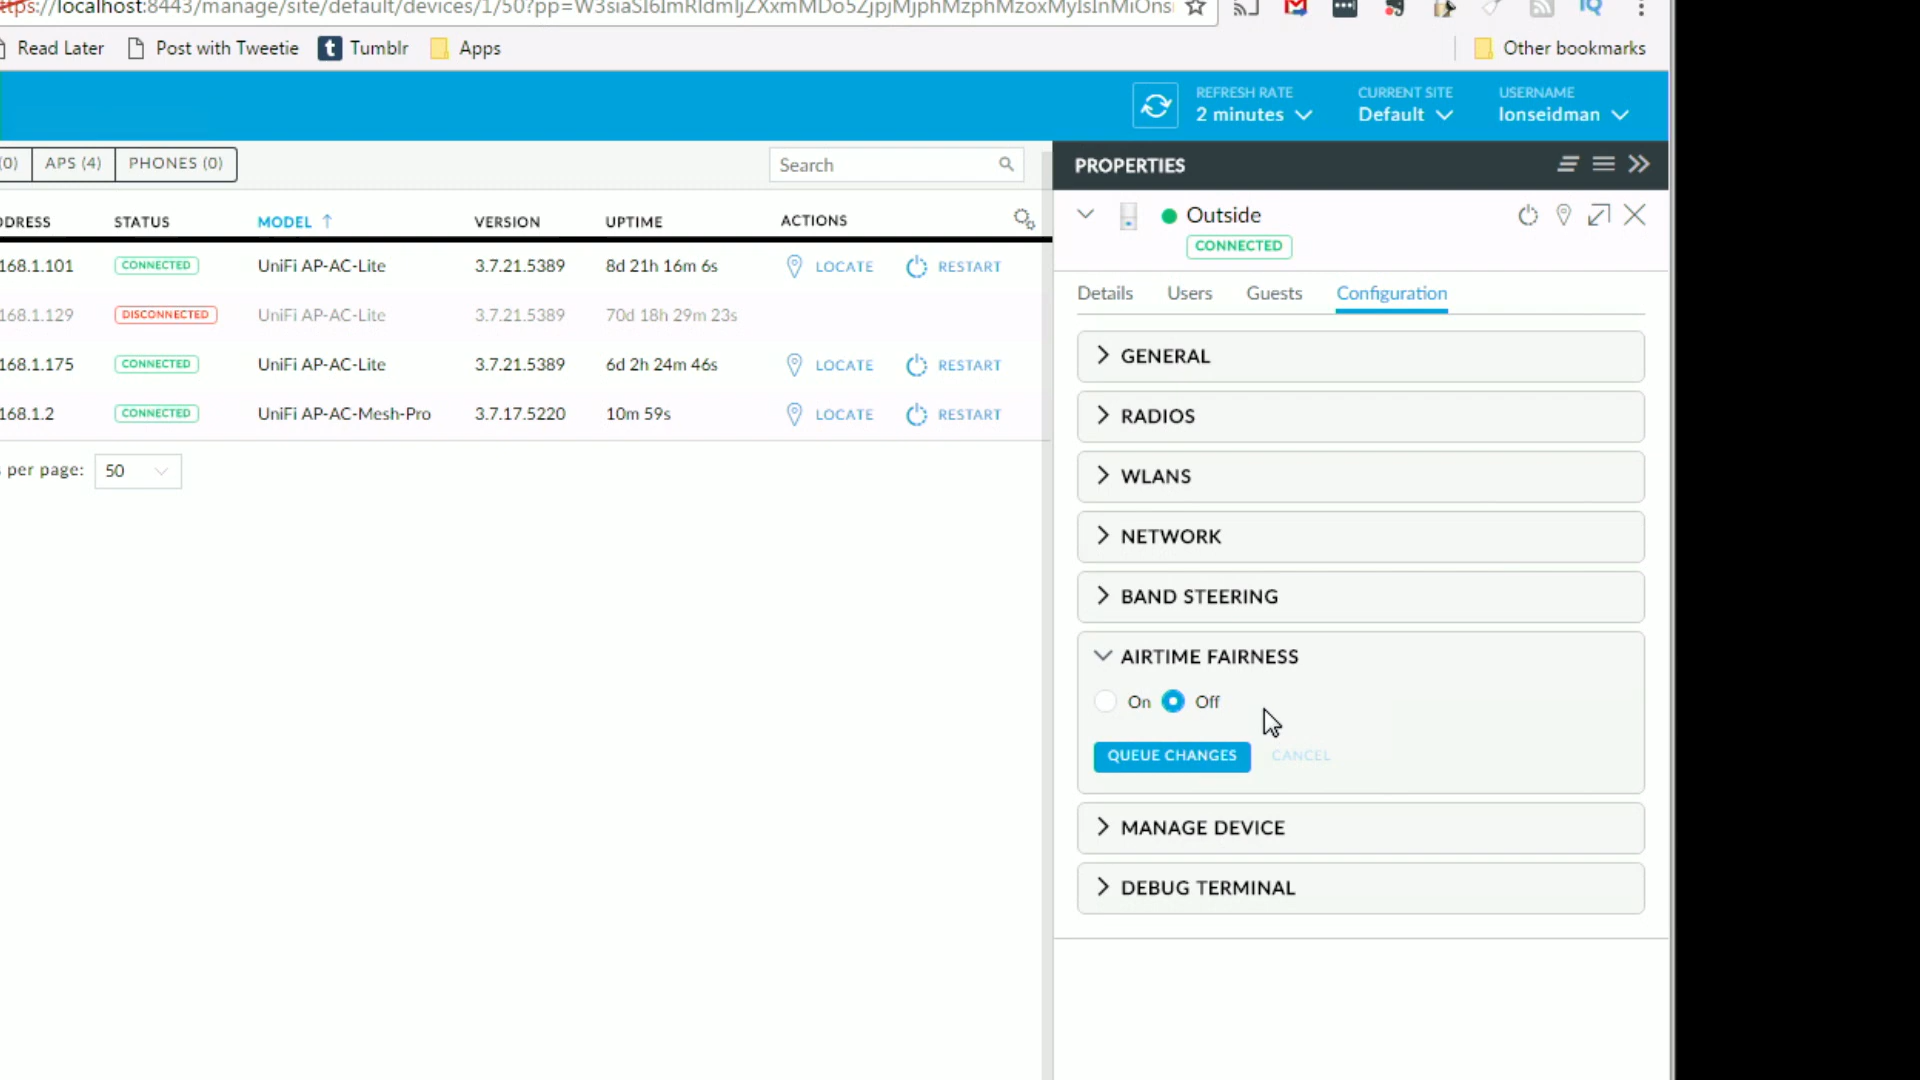 ttps://localhost:8443/manage/site/default/devices/1/50?pp=
Read Later Post with Tweetie t Tumblr Apps Other bookmarks
REFRESH RATE CURRENT SITE USERNAME
2 minutes Default lonseidman
(0) APS (4) PHONES (0) Search PROPERTIES
DDRESS STATUS MODEL ↑ VERSION UPTIME ACTIONS
168.1.101 CONNECTED UniFi AP-AC-Lite 3.7.21.5389 8d 21h 16m 6s LOCATE RESTART
168.1.129 DISCONNECTED UniFi AP-AC-Lite 3.7.21.5389 70d 18h 29m 23s
168.1.175 CONNECTED UniFi AP-AC-Lite 3.7.21.5389 6d 2h 24m 46s LOCATE RESTART
168.1.2 CONNECTED UniFi AP-AC-Mesh-Pro 3.7.17.5220 10m 59s LOCATE RESTART
per page: 50
Outside
CONNECTED
Details Users Guests Configuration
GENERAL
RADIOS
WLANS
NETWORK
BAND STEERING
AIRTIME FAIRNESS
On Off
QUEUE CHANGES CANCEL
MANAGE DEVICE
DEBUG TERMINAL